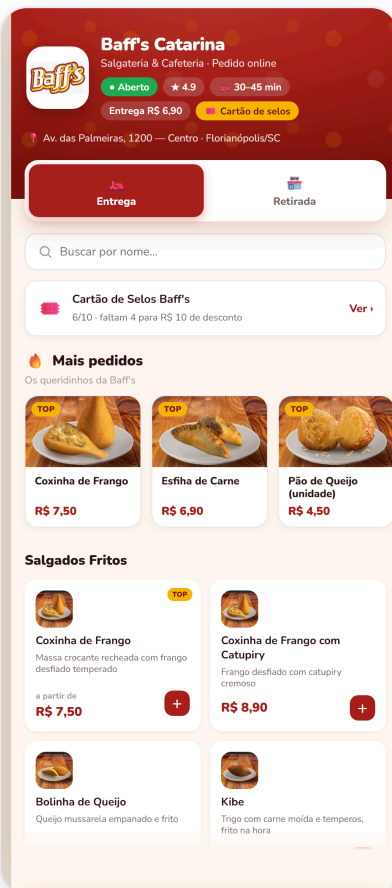 Baff's
Baff's Catarina
Salgateria & Cafeteria · Pedido online
● Aberto
★ 4.9
30–45 min
Entrega R$ 6,90
Cartão de selos
Av. das Palmeiras, 1200 — Centro · Florianópolis/SC
Entrega
Retirada
Buscar por nome...
Cartão de Selos Baff's
6/10 · faltam 4 para R$ 10 de desconto
Ver ›
Mais pedidos
Os queridinhos da Baff's
TOP
Coxinha de Frango
R$ 7,50
TOP
Esfiha de Carne
R$ 6,90
TOP
Pão de Queijo
(unidade)
R$ 4,50
Salgados Fritos
TOP
Coxinha de Frango
Massa crocante recheada com frango
desfiado temperado
a partir de
R$ 7,50
+
Coxinha de Frango com
Catupiry
Frango desfiado com catupiry
cremoso
R$ 8,90
+
Bolinha de Queijo
Queijo mussarela empanado e frito
Kibe
Trigo com carne moída e temperos,
frito na hora